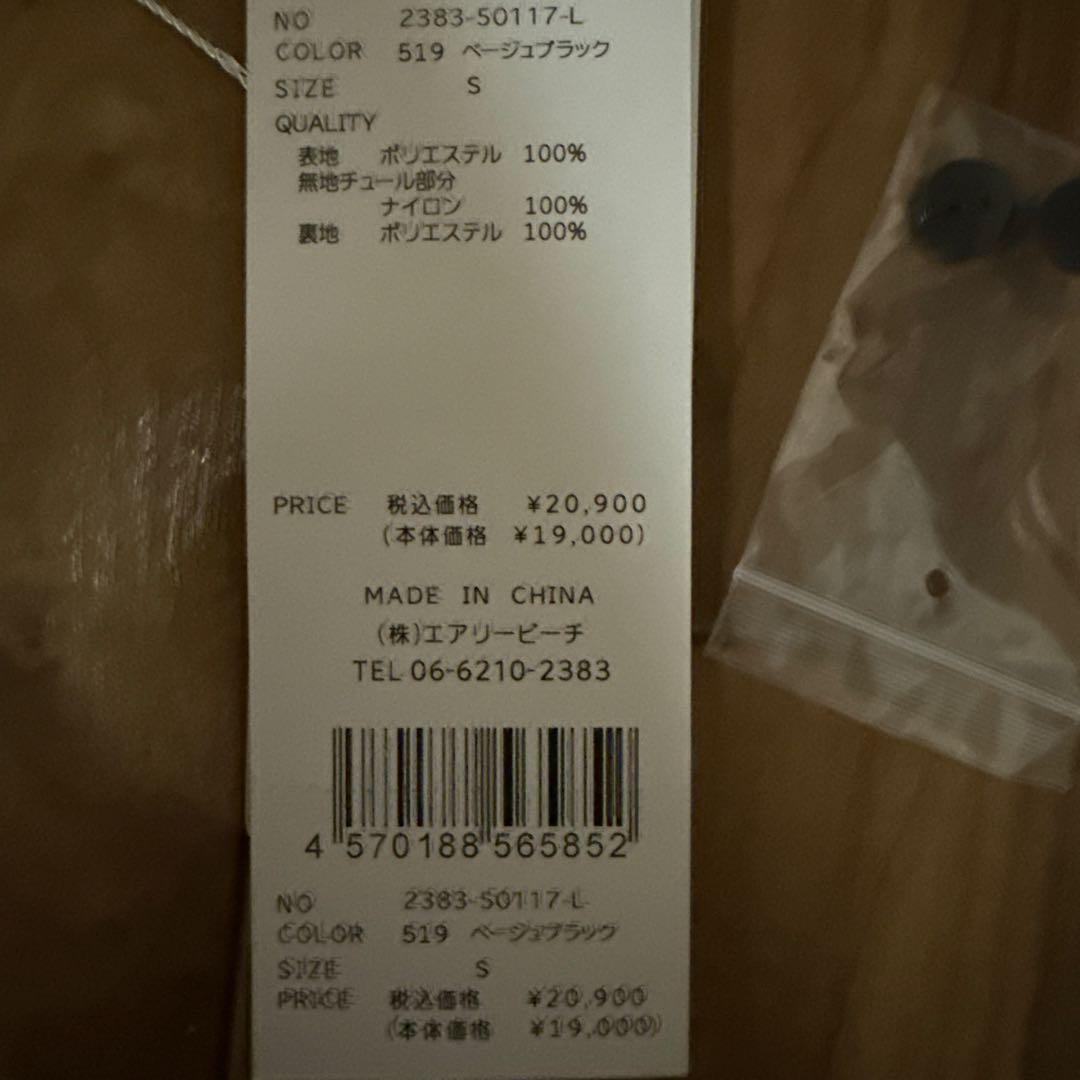 NO 2383-50117-L
COLOR 519 ベージュブラック
SIZE S
QUALITY
表地 ポリエステル 100%
無地チュール部分
ナイロン 100%
裏地 ポリエステル 100%
PRICE 税込価格 ¥20,900
(本体価格 ¥19,000)
MADE IN CHINA
(株)エアリーピーチ
TEL 06-6210-2383
4 570188 565852
NO 2383-50117-L
COLOR 519 ベージュブラック
SIZE S
PRICE 税込価格 ¥20,900
(本体価格 ¥19,000)